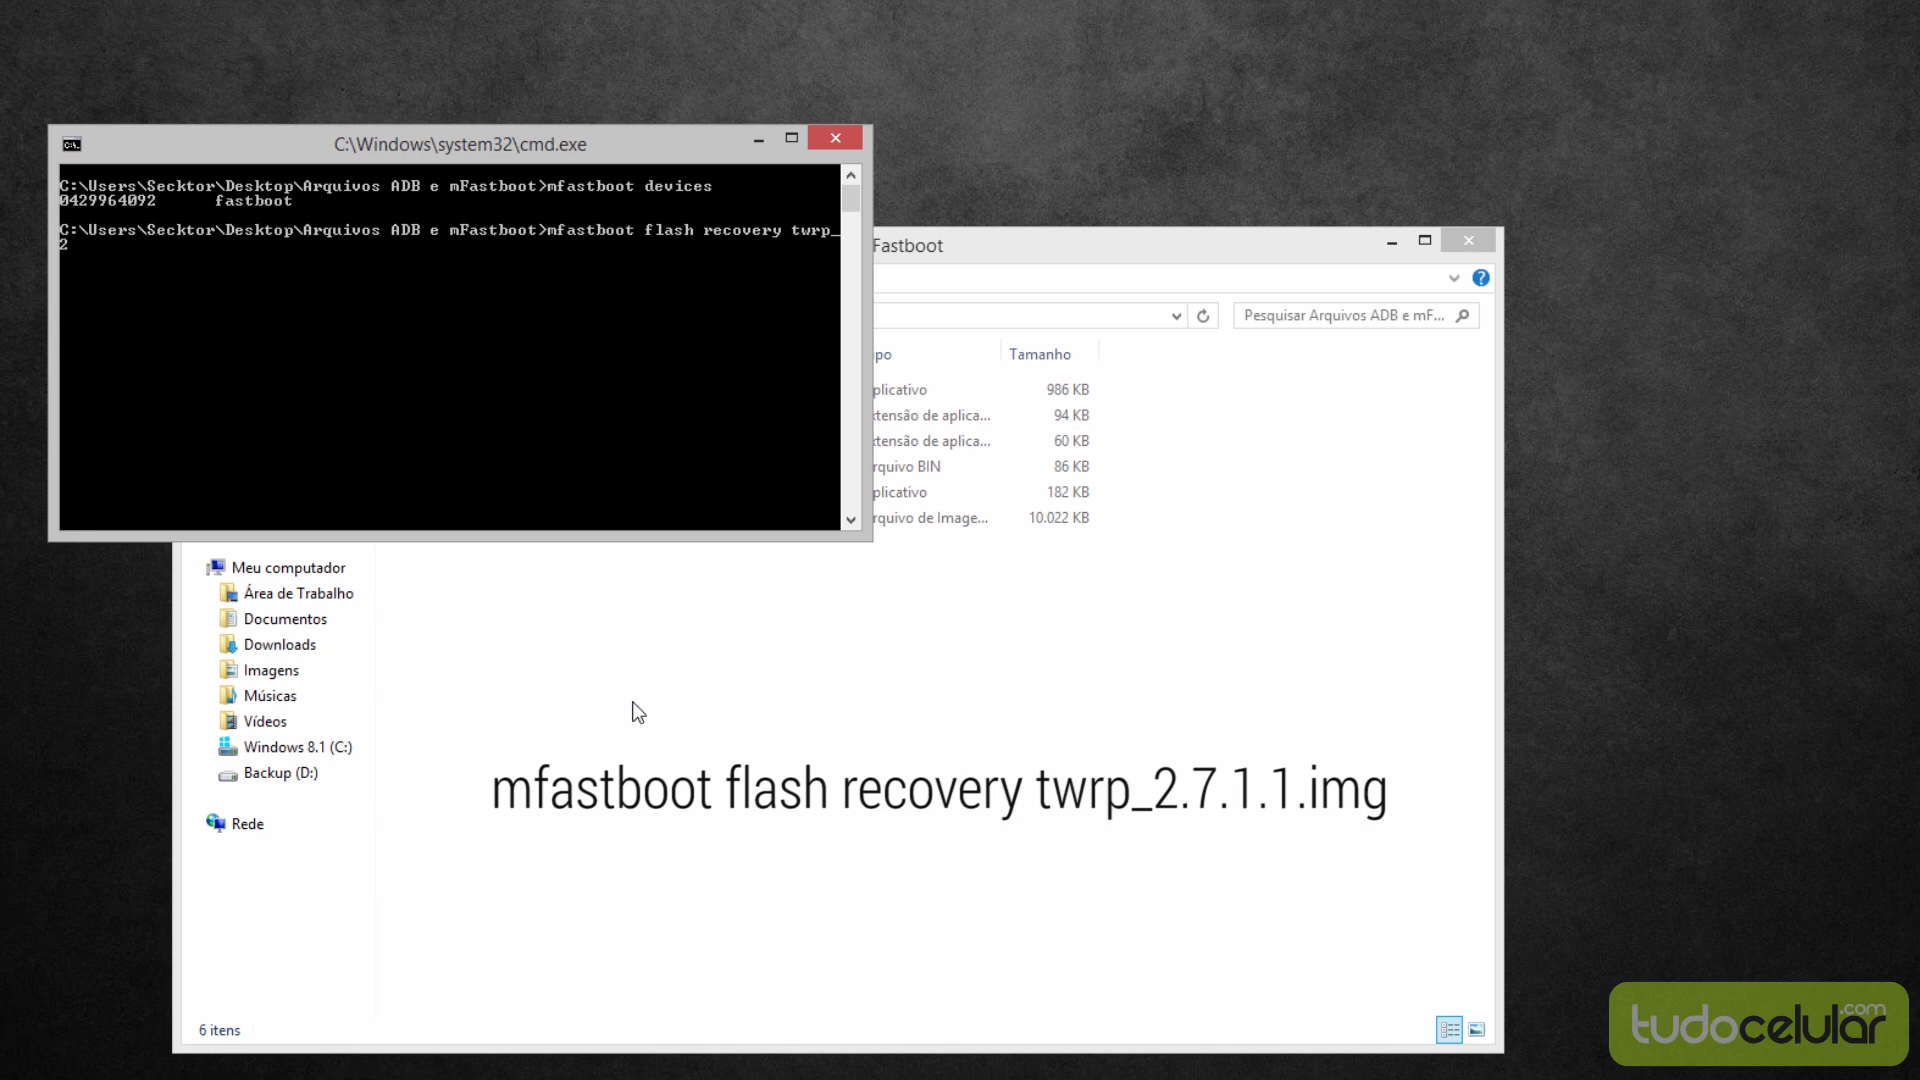 C:\Windows\system32\cmd.exe
C:\Users\Secktor\Desktop\Arquivos ADB e mFastboot>mfastboot devices
0429964092 fastboot
C:\Users\Secktor\Desktop\Arquivos ADB e mFastboot>mfastboot flash recovery twrp_
2
Fastboot
Pesquisar Arquivos ADB e mF...
po Tamanho
plicativo 986 KB
xtensão de aplica... 94 KB
xtensão de aplica... 60 KB
rquivo BIN 86 KB
plicativo 182 KB
rquivo de Image... 10.022 KB
Meu computador
Área de Trabalho
Documentos
Downloads
Imagens
Músicas
Vídeos
Windows 8.1 (C:)
Backup (D:)
Rede
mfastboot flash recovery twrp_2.7.1.1.img
6 itens
tudocelular.com